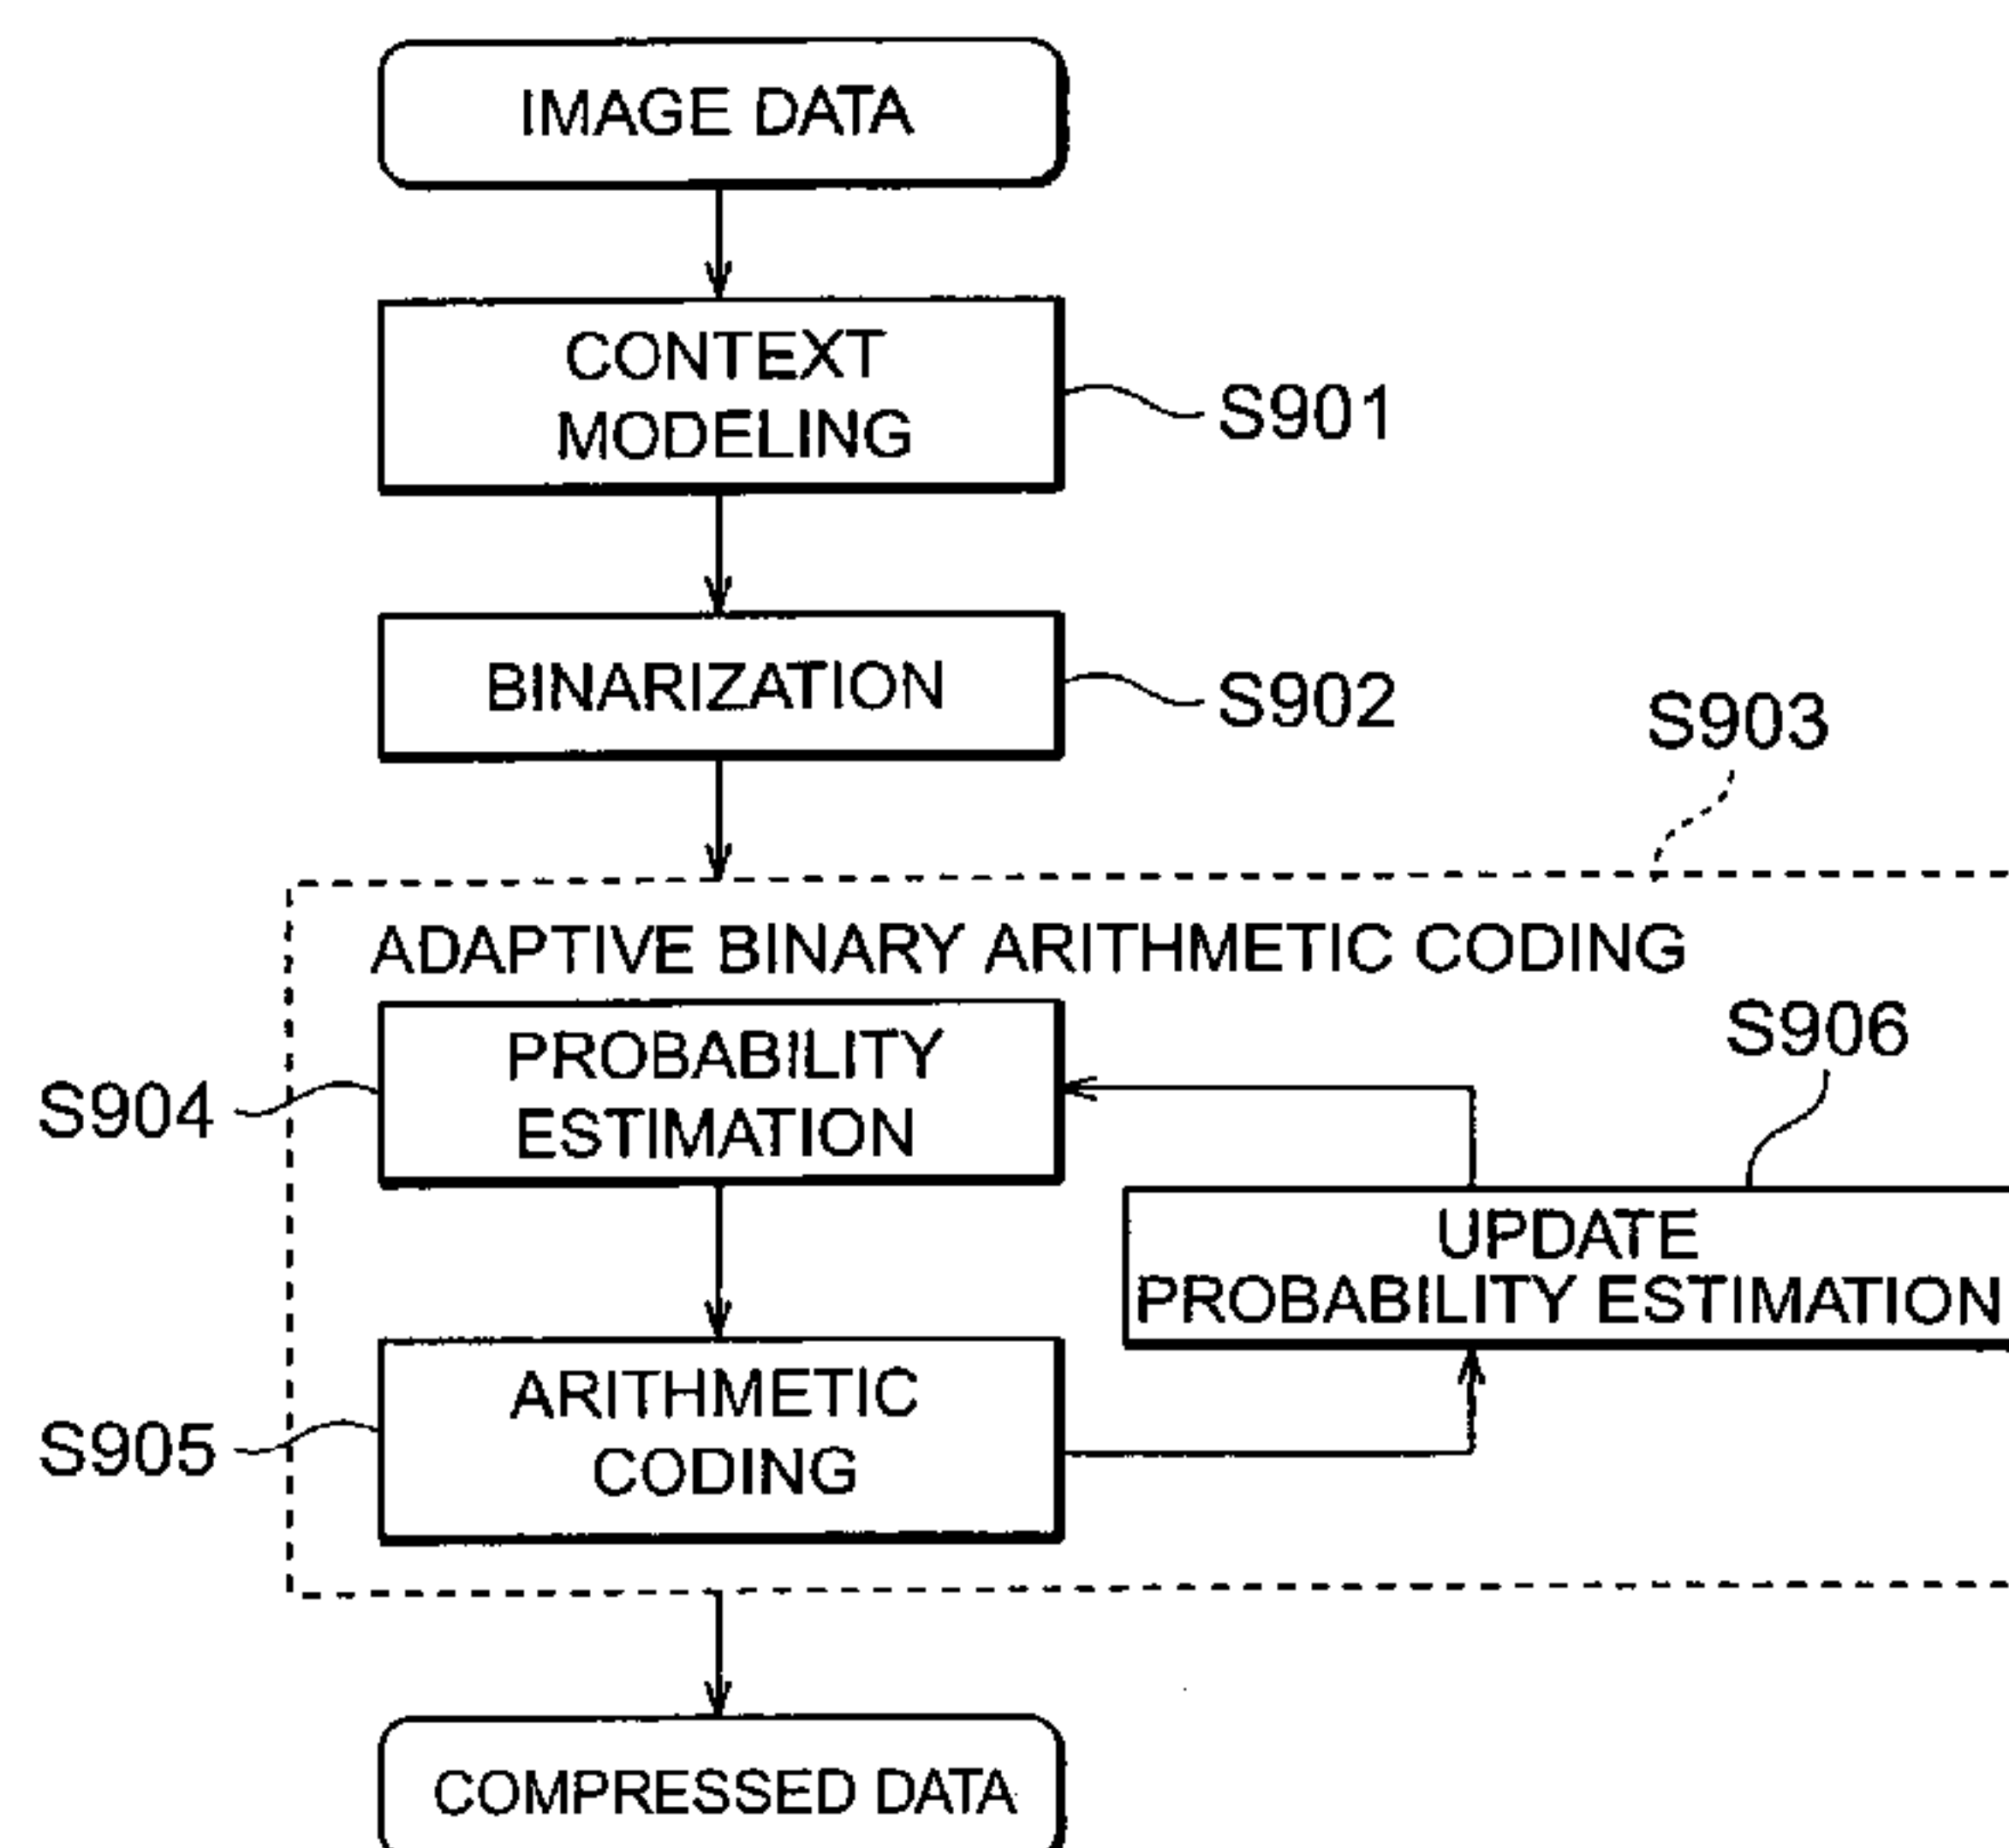 IMAGE DATA
CONTEXT
MODELING
S901
BINARIZATION
S902
S903
ADAPTIVE BINARY ARITHMETIC CODING
PROBABILITY
ESTIMATION
S904
S906
UPDATE
PROBABILITY ESTIMATION
ARITHMETIC
CODING
S905
COMPRESSED DATA